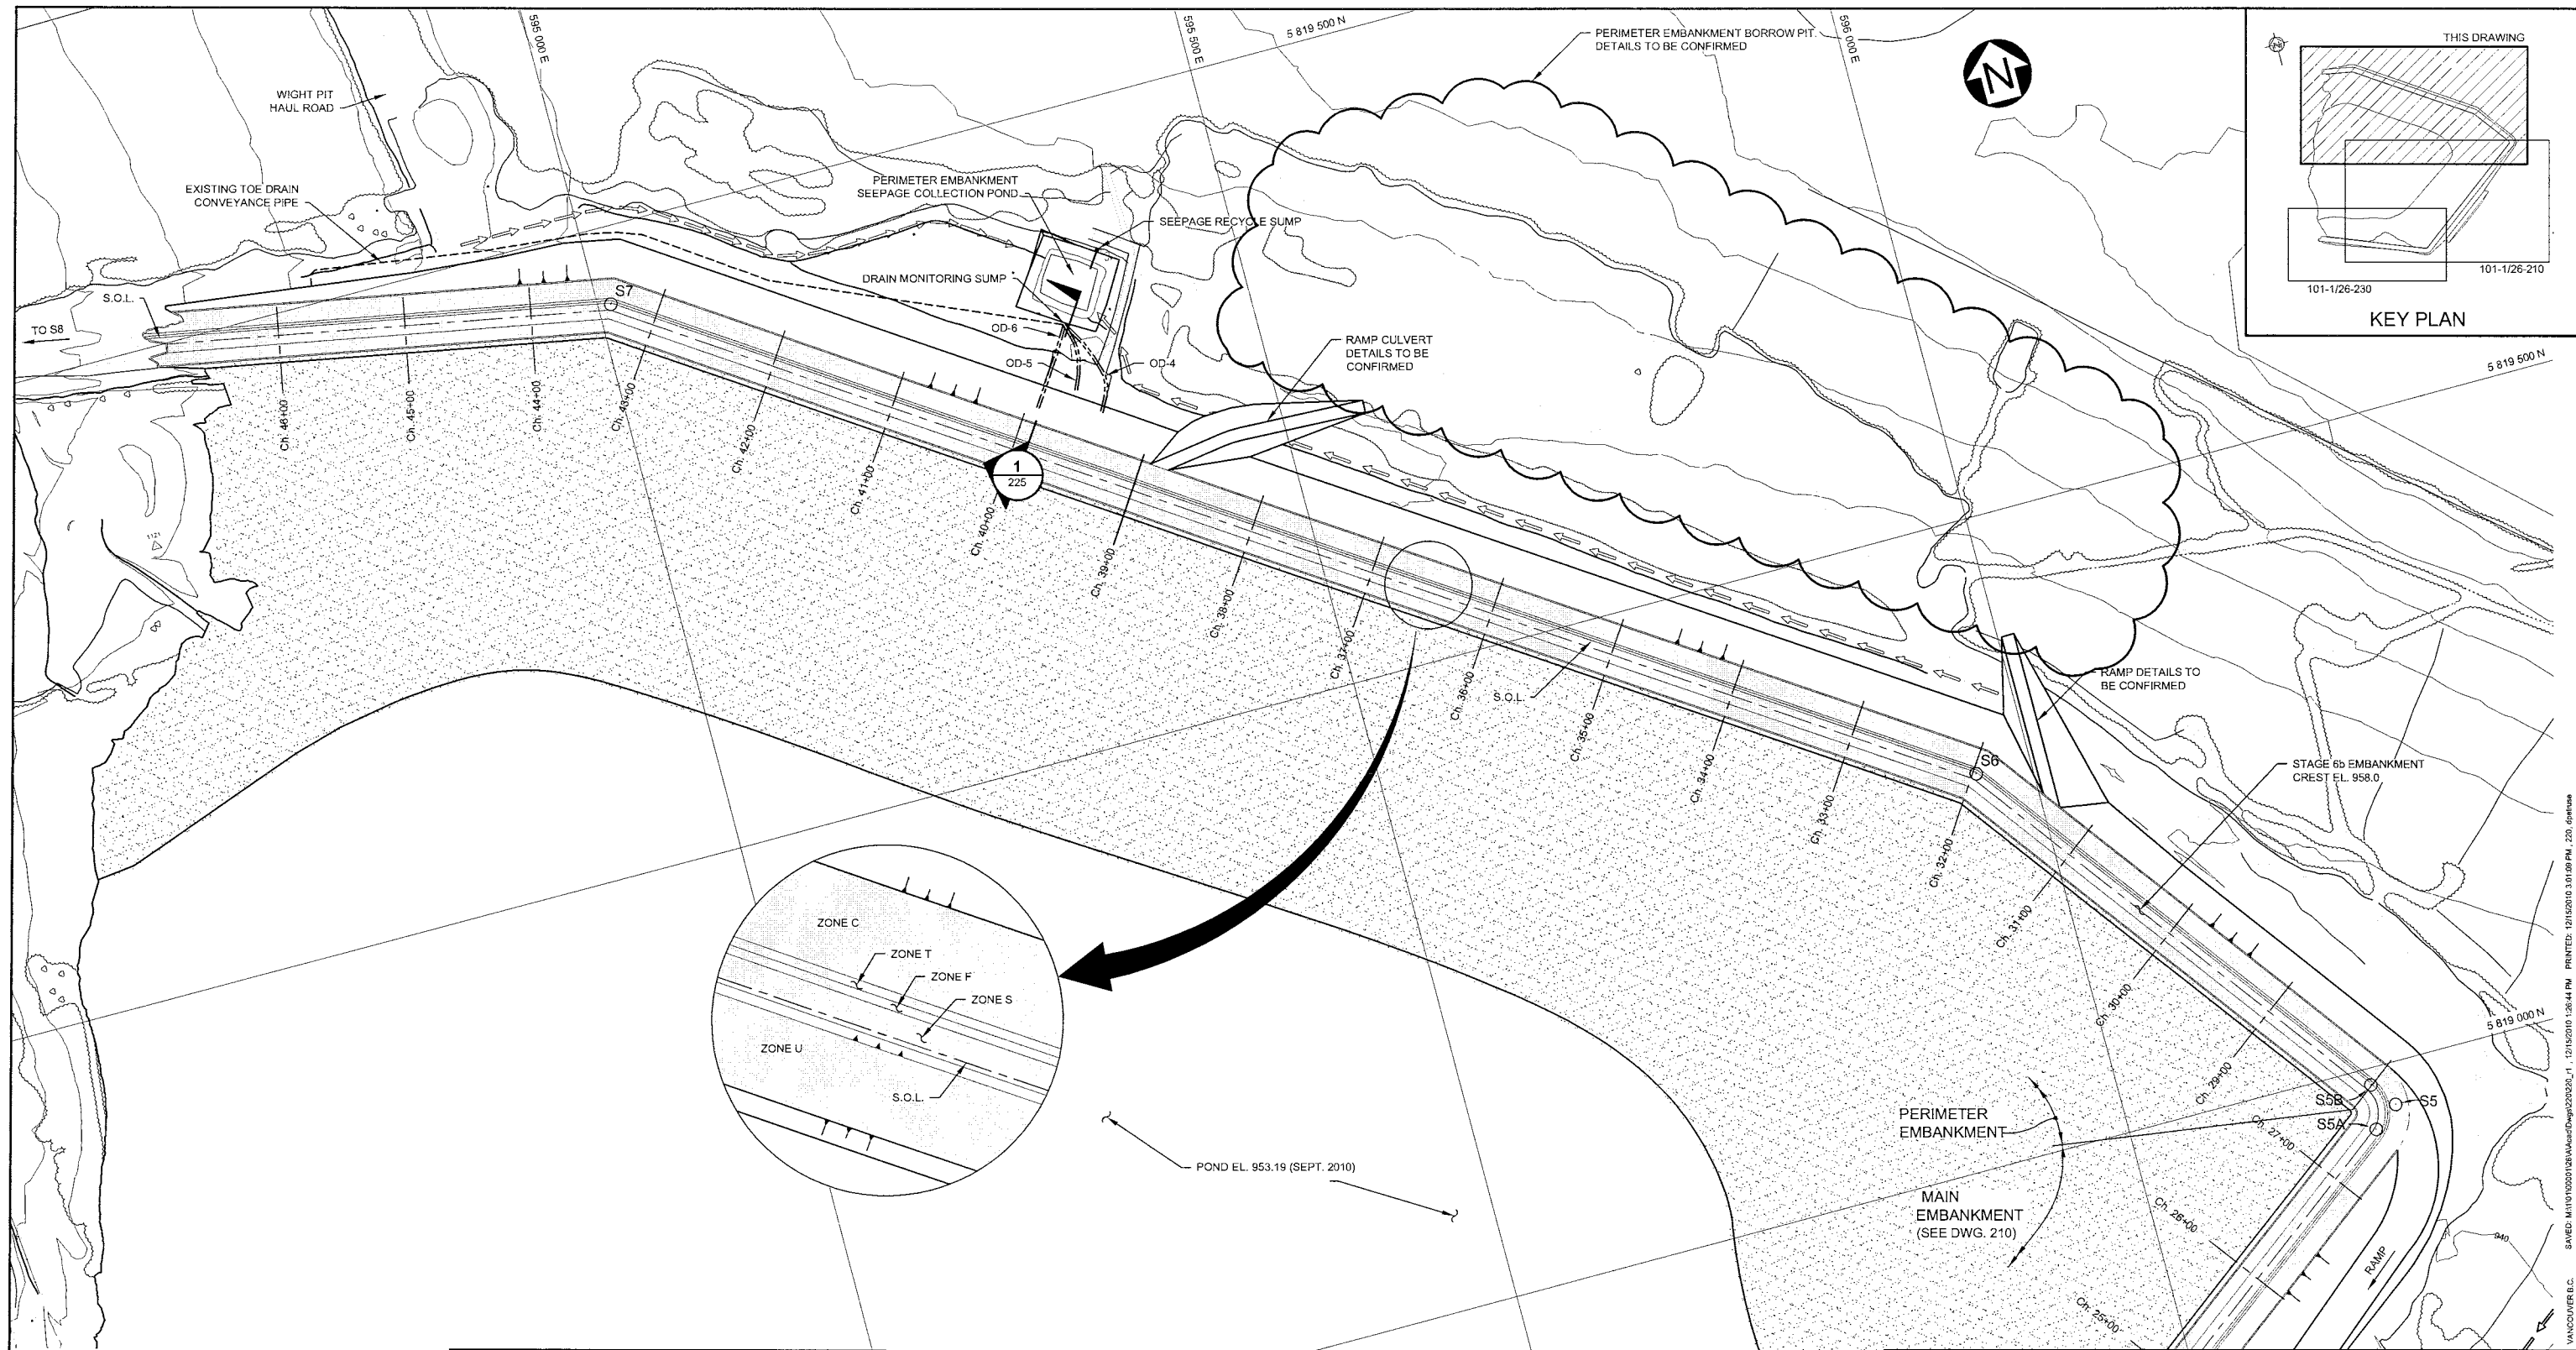 595 000 E
595 500 E
5 819 500 N
596 000 E
PERIMETER EMBANKMENT BORROW PIT.
DETAILS TO BE CONFIRMED
N
THIS DRAWING
101-1/26-210
101-1/26-230
KEY PLAN
WIGHT PIT
HAUL ROAD
EXISTING TOE DRAIN
CONVEYANCE PIPE
PERIMETER EMBANKMENT
SEEPAGE COLLECTION POND
SEEPAGE RECYCLE SUMP
DRAIN MONITORING SUMP
S.O.L.
TO S8
S7
OD-6
OD-5
OD-4
RAMP CULVERT
DETAILS TO BE
CONFIRMED
5 819 500 N
Ch. 46+00
Ch. 45+00
Ch. 44+00
Ch. 43+00
Ch. 42+00
Ch. 41+00
Ch. 40+00
1
225
Ch. 39+00
Ch. 38+00
Ch. 37+00
Ch. 36+00
S.O.L.
Ch. 35+00
Ch. 34+00
Ch. 33+00
Ch. 32+00
S6
RAMP DETAILS TO
BE CONFIRMED
STAGE 6b EMBANKMENT
CREST EL. 958.0
1121
Ch. 31+00
Ch. 30+00
Ch. 29+00
5 819 000 N
ZONE C
ZONE T
ZONE F
ZONE S
ZONE U
S.O.L.
POND EL. 953.19 (SEPT. 2010)
PERIMETER
EMBANKMENT
MAIN
EMBANKMENT
(SEE DWG. 210)
S5B
S5
S5A
Ch. 27+00
Ch. 26+00
Ch. 25+00
RAMP
940
VANCOUVER B.C.